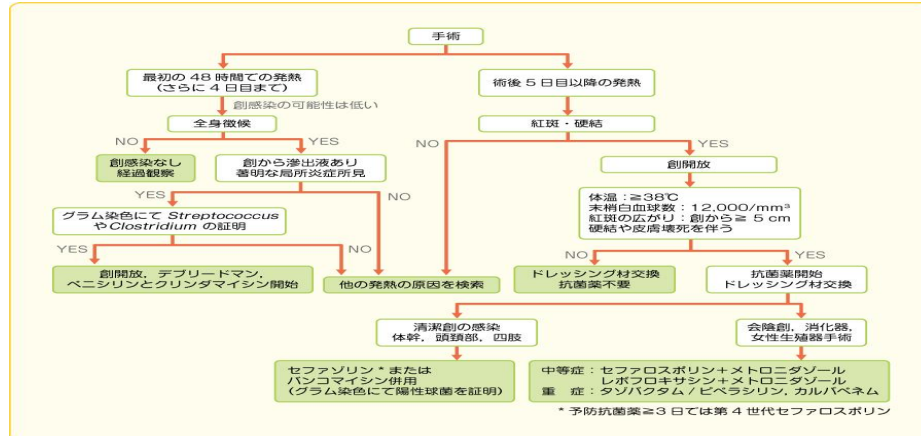 手術
最初の 48 時間での発熱
(さらに 4 日目まで)
術後 5 日目以降の発熱
創感染の可能性は低い
全身徴候
紅斑・硬結
NO
YES
NO
YES
創感染なし
経過観察
創から滲出液あり
著明な局所炎症所見
創開放
YES
NO
体温：≧38℃
末梢白血球数：12,000/mm³
紅斑の広がり：創から≧ 5 cm
硬結や皮膚壊死を伴う
グラム染色にて Streptococcus
や Clostridium の証明
YES
NO
NO
YES
創開放，デブリードマン，
ペニシリンとクリンダマイシン開始
他の発熱の原因を検索
ドレッシング材交換
抗菌薬不要
抗菌薬開始
ドレッシング材交換
清潔創の感染
体幹，頭頚部，四肢
会陰創，消化器，
女性生殖器手術
セファゾリン * または
バンコマイシン併用
(グラム染色にて陽性球菌を証明)
中等症：セファロスポリン＋メトロニダゾール
レボフロキサシン＋メトロニダゾール
重　症：タゾバクタム / ピペラシリン，カルバペネム
* 予防抗菌薬≧3 日では第 4 世代セファロスポリン